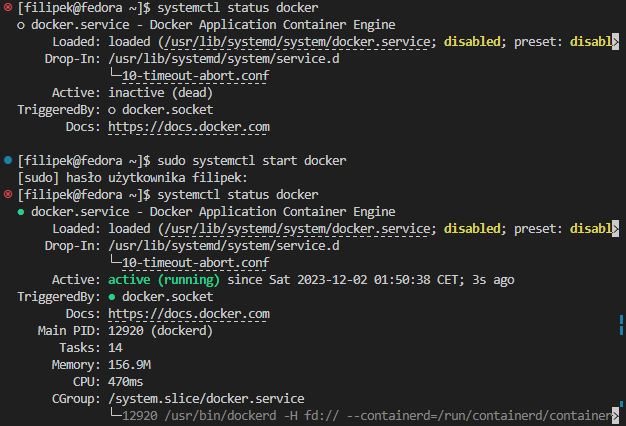 [filipek@fedora ~]$ systemctl status docker
○ docker.service - Docker Application Container Engine
Loaded: loaded (/usr/lib/systemd/system/docker.service; disabled; preset: disabl>
Drop-In: /usr/lib/systemd/system/service.d
└─10-timeout-abort.conf
Active: inactive (dead)
TriggeredBy: ○ docker.socket
Docs: https://docs.docker.com
[filipek@fedora ~]$ sudo systemctl start docker
[sudo] hasło użytkownika filipek:
[filipek@fedora ~]$ systemctl status docker
● docker.service - Docker Application Container Engine
Loaded: loaded (/usr/lib/systemd/system/docker.service; disabled; preset: disabl>
Drop-In: /usr/lib/systemd/system/service.d
└─10-timeout-abort.conf
Active: active (running) since Sat 2023-12-02 01:50:38 CET; 3s ago
TriggeredBy: ● docker.socket
Docs: https://docs.docker.com
Main PID: 12920 (dockerd)
Tasks: 14
Memory: 156.9M
CPU: 470ms
CGroup: /system.slice/docker.service
└─12920 /usr/bin/dockerd -H fd:// --containerd=/run/containerd/container>